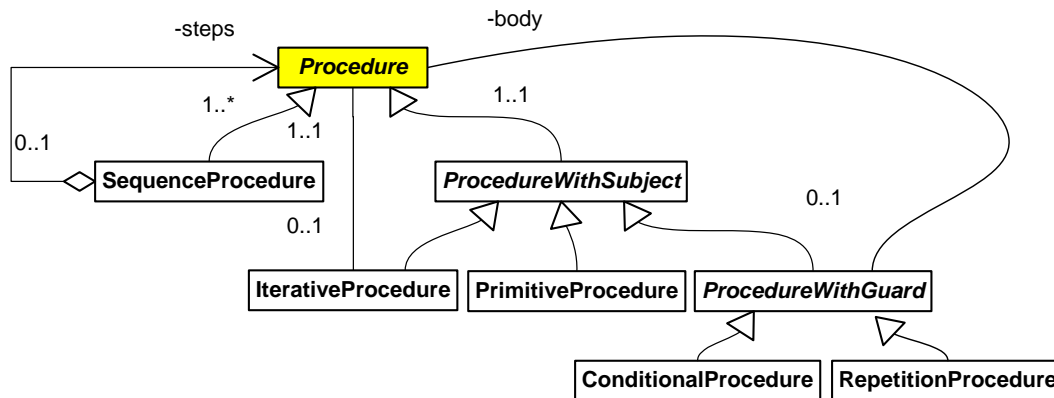 -steps
-body
Procedure
1..*
1..1
1..1
0..1
SequenceProcedure
ProcedureWithSubject
0..1
0..1
IterativeProcedure
PrimitiveProcedure
ProcedureWithGuard
ConditionalProcedure
RepetitionProcedure